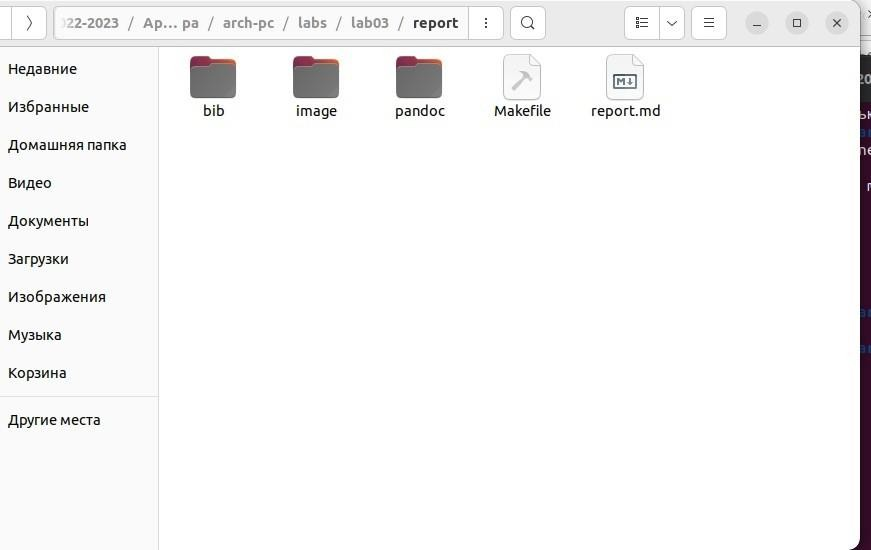 022-2023 / Ар… ра / arch-pc / labs / lab03 / report
Недавние
Избранные
Домашняя папка
Видео
Документы
Загрузки
Изображения
Музыка
Корзина
Другие места
bib
image
pandoc
Makefile
M
report.md